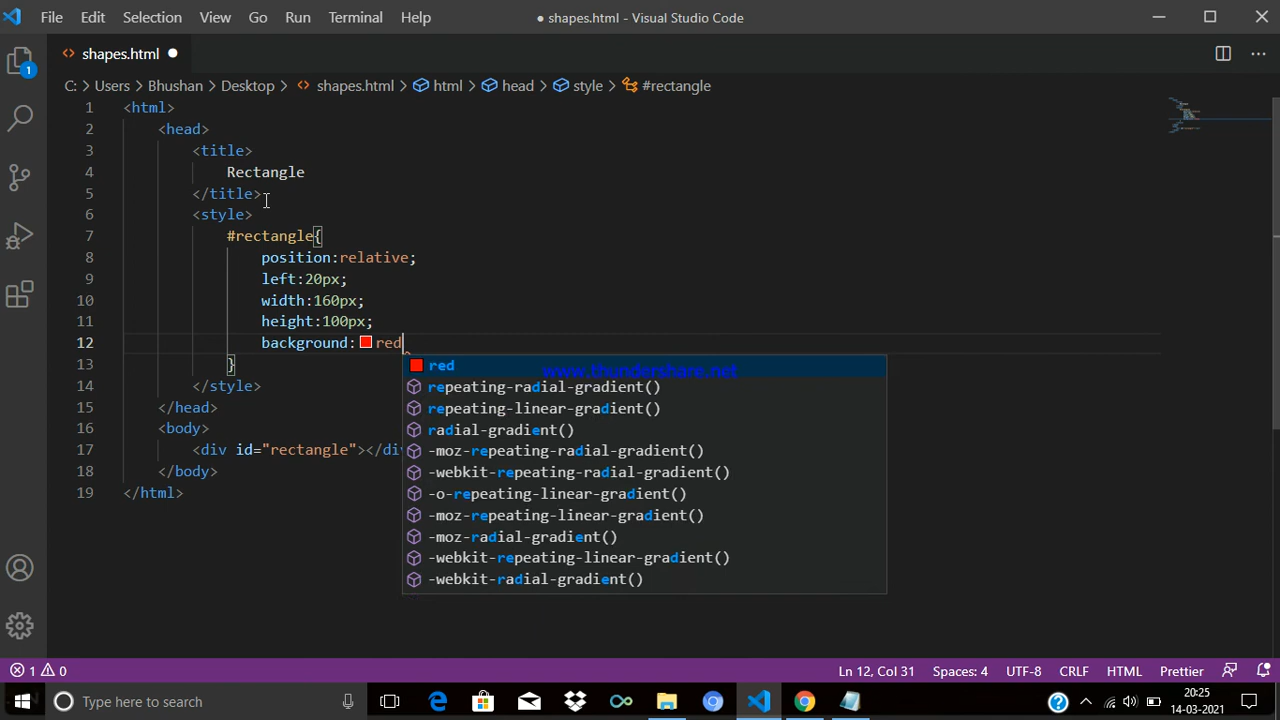 File Edit Selection View Go Run Terminal Help ● shapes.html - Visual Studio Code
<> shapes.html ●
C: > Users > Bhushan > Desktop > <> shapes.html > html > head > style > #rectangle
1 <html>
2 <head>
3 <title>
4 Rectangle
5 </title>
6 <style>
7 #rectangle{
8 position:relative;
9 left:20px;
10 width:160px;
11 height:100px;
12 background:red
13 }
red
www.thundershare.net
repeating-radial-gradient()
14 </style>
15 </head>
repeating-linear-gradient()
16 <body>
radial-gradient()
17 <div id="rectangle"></div
-moz-repeating-radial-gradient()
18 </body>
-webkit-repeating-radial-gradient()
19 </html>
-o-repeating-linear-gradient()
-moz-repeating-linear-gradient()
-moz-radial-gradient()
-webkit-repeating-linear-gradient()
-webkit-radial-gradient()
1
1 0 Ln 12, Col 31 Spaces: 4 UTF-8 CRLF HTML Prettier
Type here to search
20:25
14-03-2021